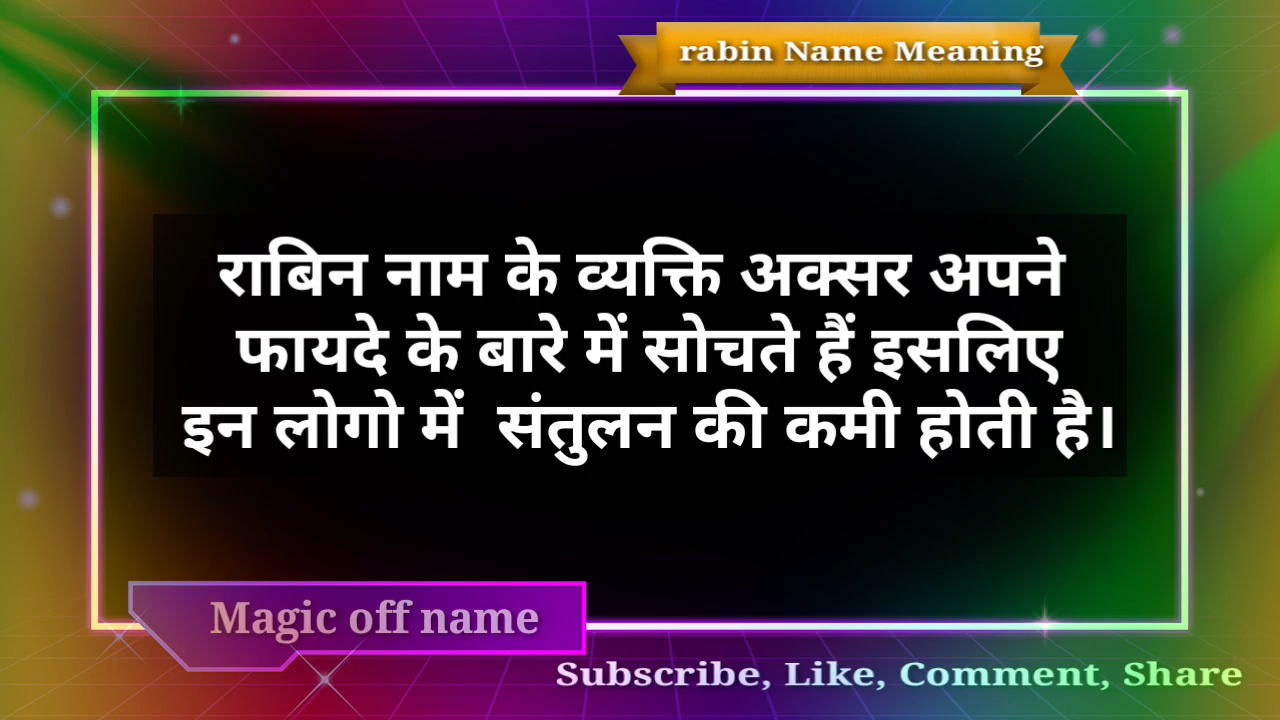 rabin Name Meaning
राबिन नाम के व्यक्ति अक्सर अपने
फायदे के बारे में सोचते हैं इसलिए
इन लोगो में  संतुलन की कमी होती है।
Magic off name
Subscribe, Like, Comment, Share